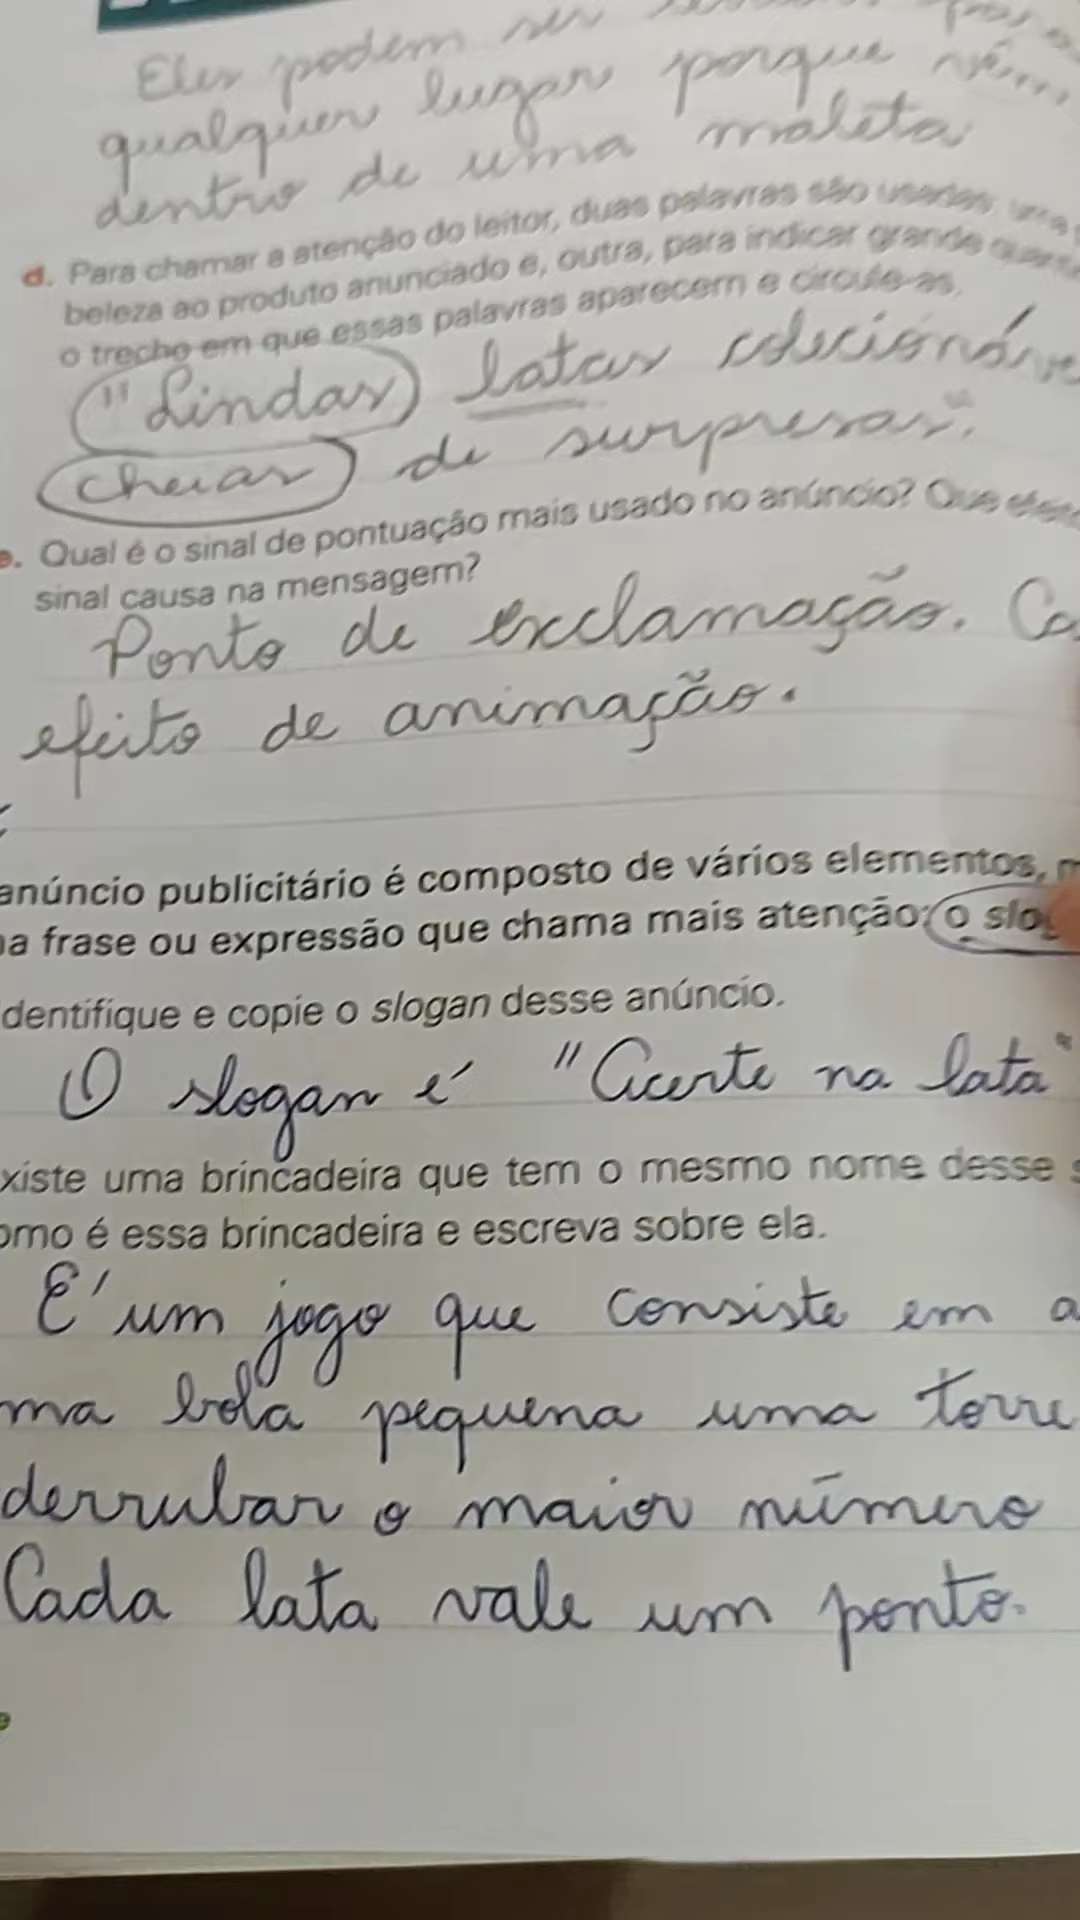 Eles podem ser
qualquer lugar porque
dentro de uma maleta
d. Para chamar a atenção do leitor, duas palavras são usadas: uma
beleza ao produto anunciado e, outra, para indicar grande
o trecho em que essas palavras aparecem e circule-as.
"Lindas latas colecionáve
cheias de surpresas".
e. Qual é o sinal de pontuação mais usado no anúncio? Que
sinal causa na mensagem?
Ponto de exclamação. Ca
efeito de animação.
anúncio publicitário é composto de vários elementos, m
a frase ou expressão que chama mais atenção: o slog
dentifique e copie o slogan desse anúncio.
O slogan é "Acerte na lata"
xiste uma brincadeira que tem o mesmo nome desse s
omo é essa brincadeira e escreva sobre ela.
É um jogo que consiste em a
ma bola pequena uma torre
derrubar o maior número
Cada lata vale um ponto.